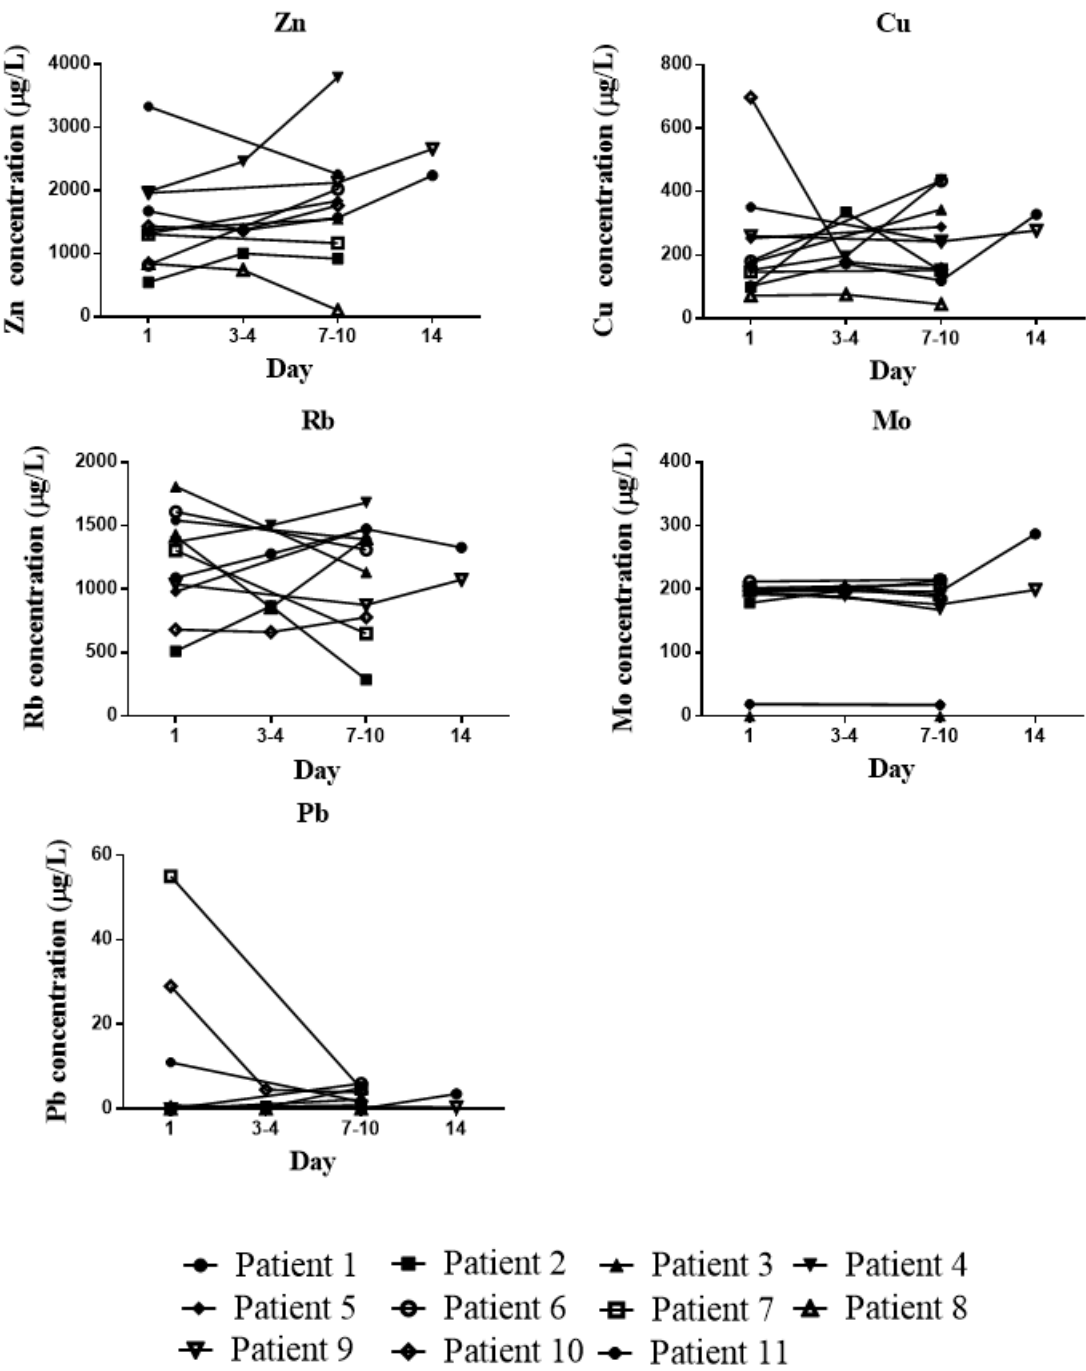 Zn
Zn concentration (µg/L)
4000
3000
2000
1000
0
1 3-4 7-10 14
Day
Cu
Cu concentration (µg/L)
800
600
400
200
0
1 3-4 7-10 14
Day
Rb
Rb concentration (µg/L)
2000
1500
1000
500
0
1 3-4 7-10 14
Day
Mo
Mo concentration (µg/L)
400
300
200
100
0
1 3-4 7-10 14
Day
Pb
Pb concentration (µg/L)
60
40
20
0
1 3-4 7-10 14
Day
Patient 1 Patient 2 Patient 3 Patient 4
Patient 5 Patient 6 Patient 7 Patient 8
Patient 9 Patient 10 Patient 11